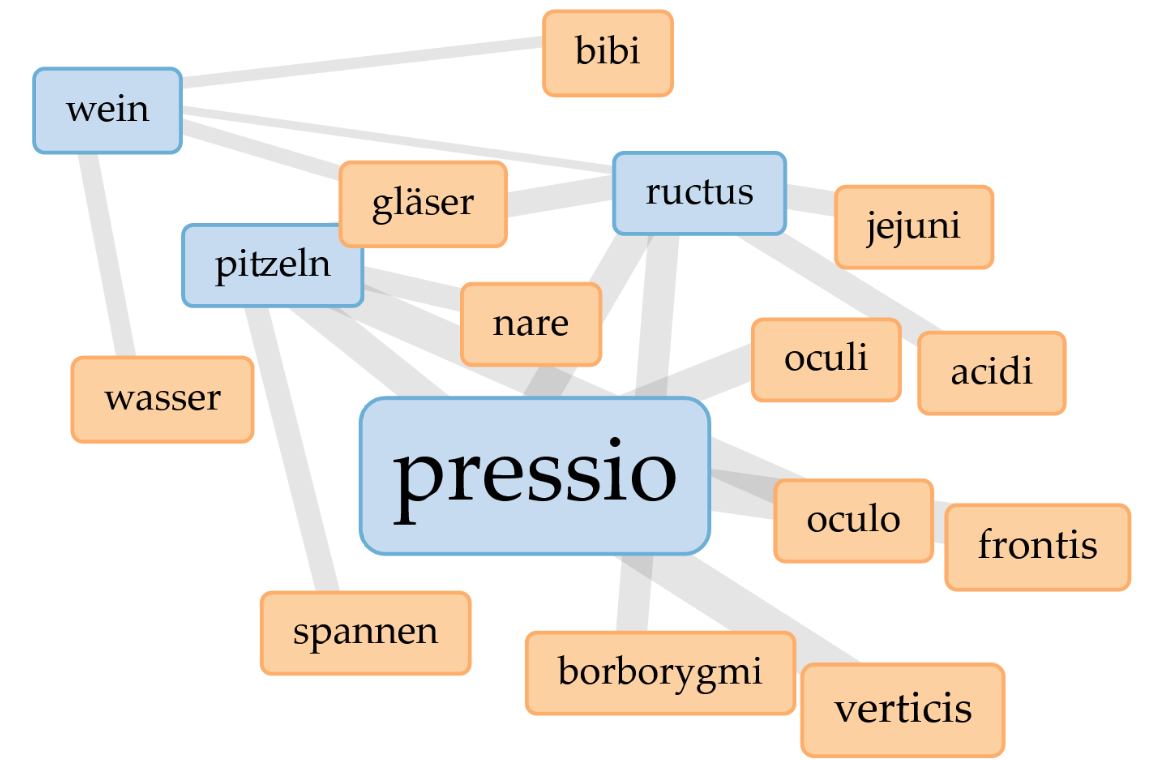 bibi
wein
gläser
ructus
jejuni
pitzeln
nare
oculi
acidi
wasser
pressio
oculo
frontis
spannen
borborygmi
verticis